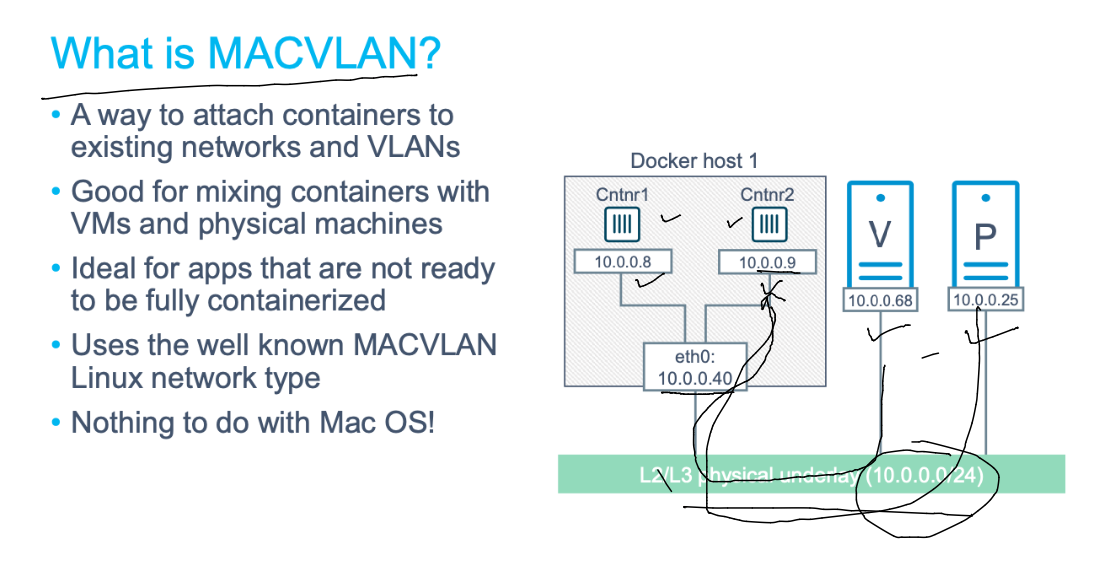 What is MACVLAN?
• A way to attach containers to
existing networks and VLANs
• Good for mixing containers with
VMs and physical machines
• Ideal for apps that are not ready
to be fully containerized
• Uses the well known MACVLAN
Linux network type
• Nothing to do with Mac OS!
Docker host 1
Cntnr1
Cntnr2
10.0.0.8
10.0.0.9
eth0:
10.0.0.40
V
P
10.0.0.68
10.0.0.25
L2/L3 physical underlay (10.0.0.0/24)